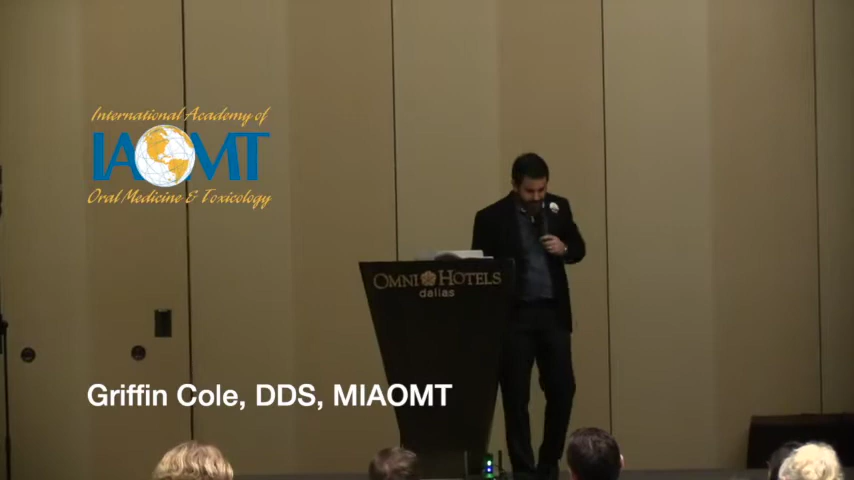 International Academy of
IAOMT
Oral Medicine & Toxicology
OMNI HOTELS
dallas
Griffin Cole, DDS, MIAOMT